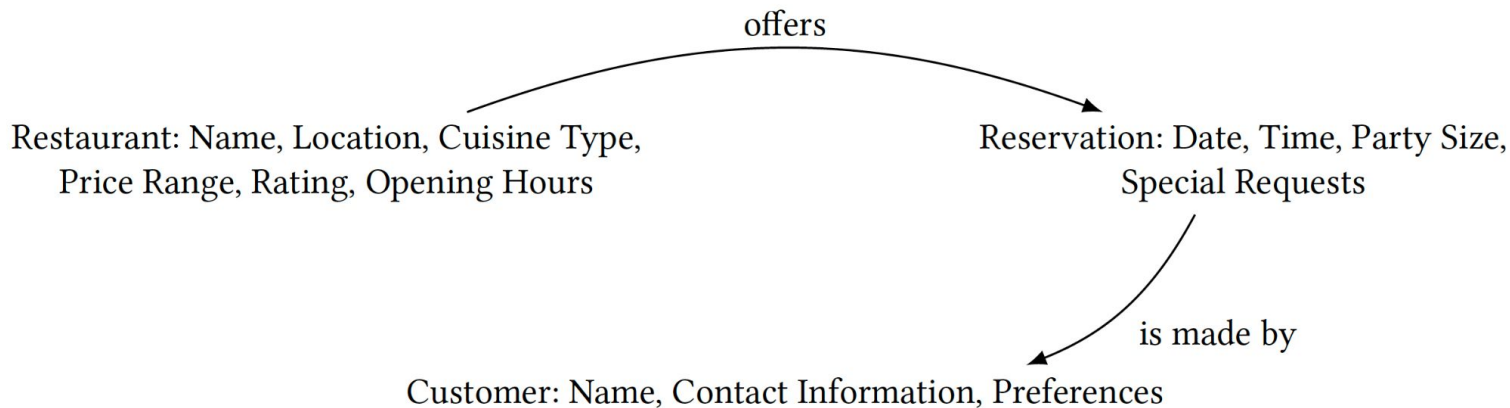 offers
Restaurant: Name, Location, Cuisine Type,
Price Range, Rating, Opening Hours
Reservation: Date, Time, Party Size,
Special Requests
is made by
Customer: Name, Contact Information, Preferences